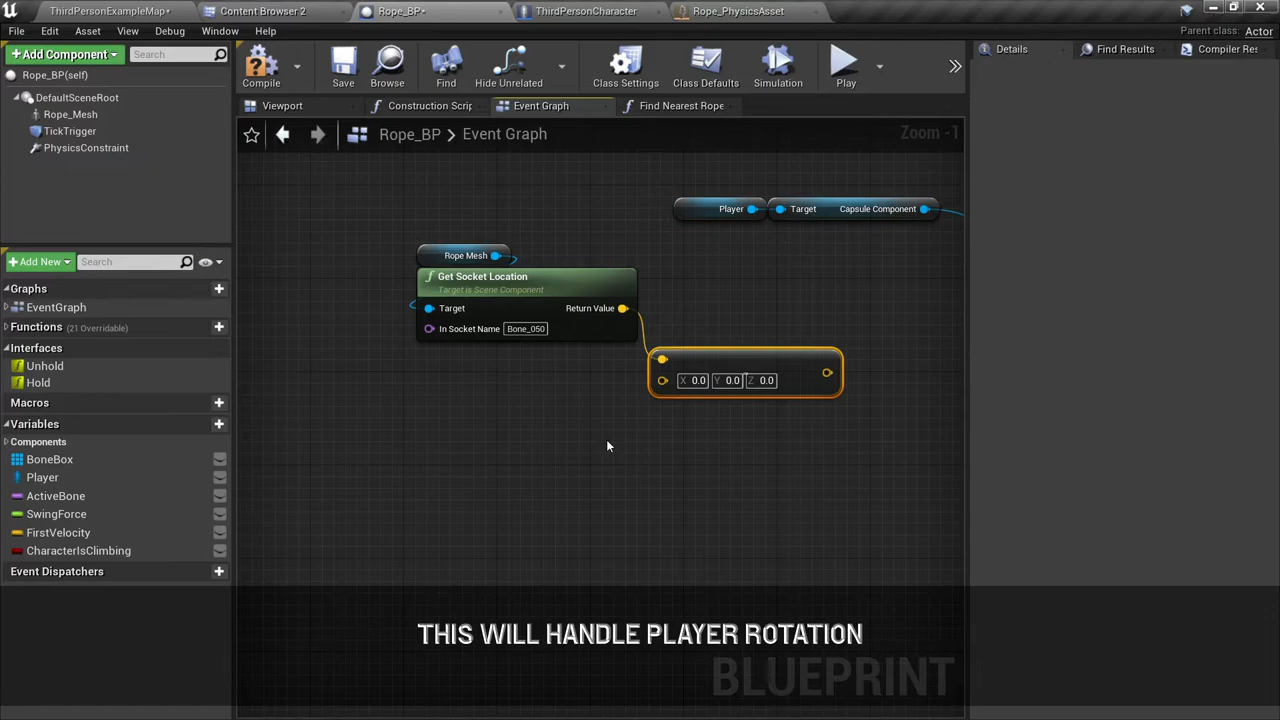 ThirdPersonExampleMap•
Content Browser 2
Rope_BP•
ThirdPersonCharacter
Rope_PhysicsAsset
File Edit Asset View Debug Window Help
Parent class: Actor
Add Component
Search
Rope_BP(self)
DefaultSceneRoot
Rope_Mesh
TickTrigger
PhysicsConstraint
Compile
Save
Browse
Find
Hide Unrelated
Class Settings
Class Defaults
Simulation
Play
Details
Find Results
Compiler Res
Viewport
Construction Scrip
Event Graph
Find Nearest Rope
Rope_BP > Event Graph
Zoom -1
Add New
Search
Graphs
EventGraph
Functions (21 Overridable)
Interfaces
Unhold
Hold
Macros
Variables
Components
BoneBox
Player
ActiveBone
SwingForce
FirstVelocity
CharacterIsClimbing
Event Dispatchers
Player
Target Capsule Component
Rope Mesh
f Get Socket Location
Target is Scene Component
Target Return Value
In Socket Name Bone_050
X 0.0 Y 0.0 Z 0.0
THIS WILL HANDLE PLAYER ROTATION
BLUEPRINT